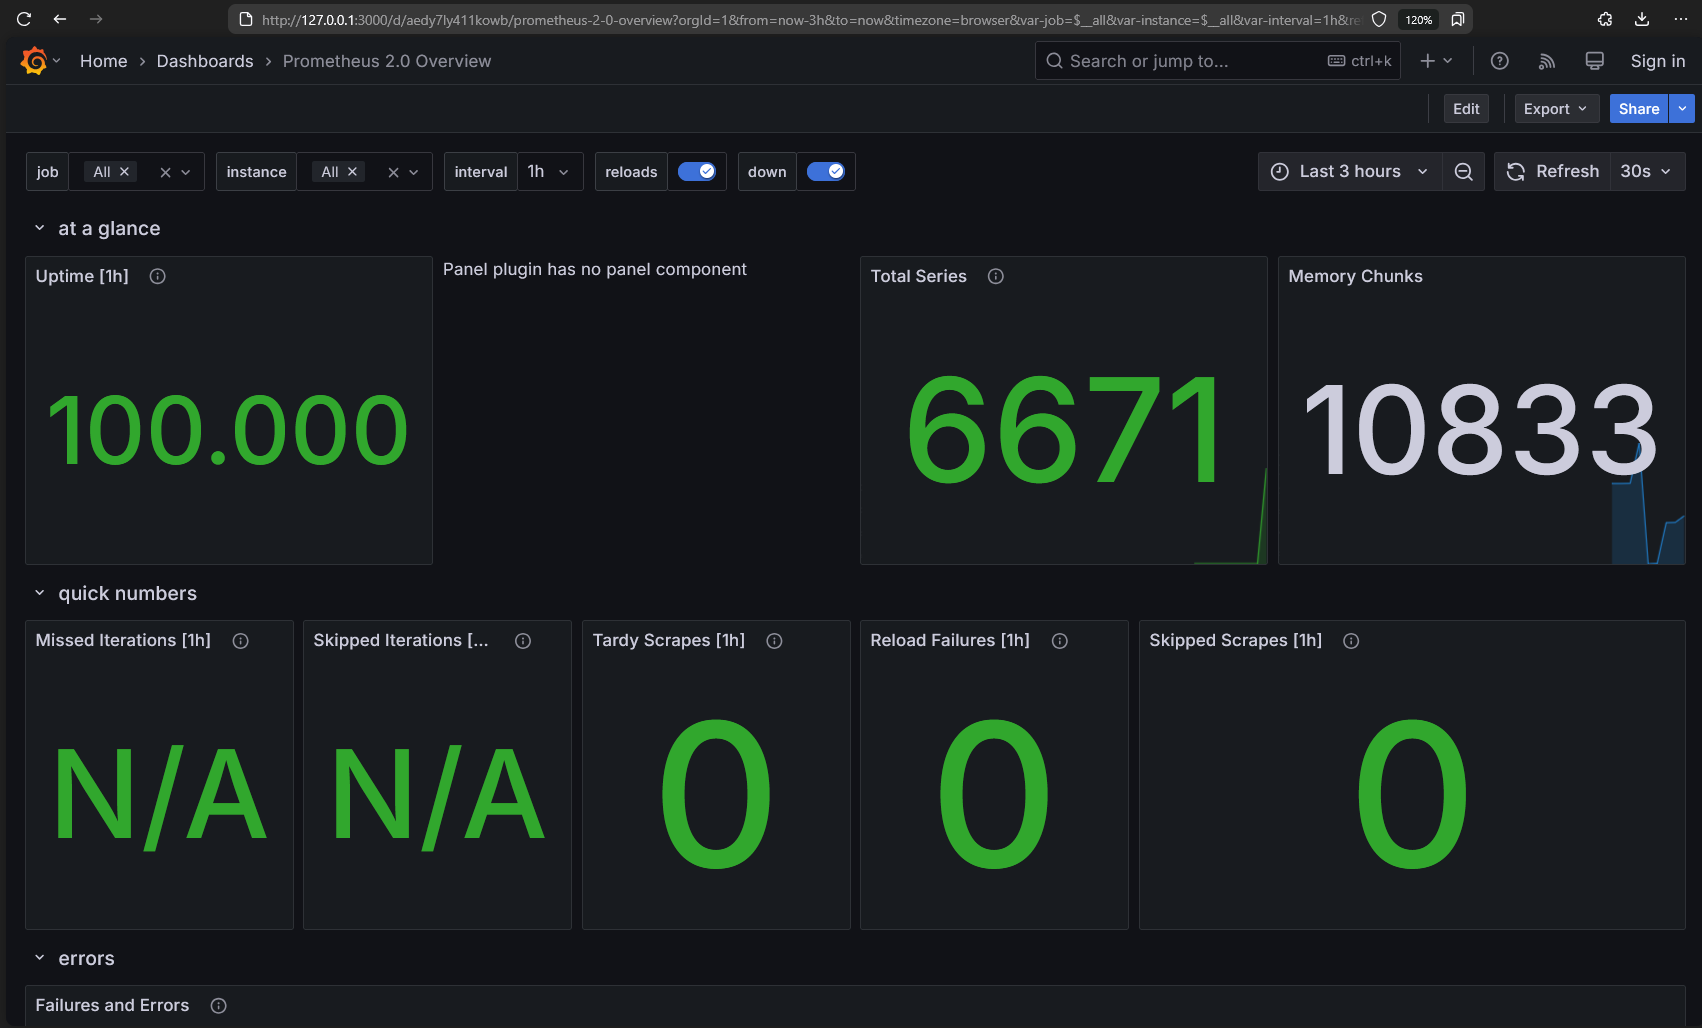 http://127.0.0.1:3000/d/aedy7ly411kowb/prometheus-2-0-overview?orgId=1&from=now-3h&to=now&timezone=browser&var-job=$__all&var-instance=$__all&var-interval=1h&re
120%
Home › Dashboards › Prometheus 2.0 Overview
Search or jump to... ctrl+k
Sign in
Edit Export Share
job All instance All interval 1h reloads down
Last 3 hours Refresh 30s
at a glance
Uptime [1h]
100.000
Panel plugin has no panel component
Total Series
6671
Memory Chunks
10833
quick numbers
Missed Iterations [1h]
N/A
Skipped Iterations [...
N/A
Tardy Scrapes [1h]
0
Reload Failures [1h]
0
Skipped Scrapes [1h]
0
errors
Failures and Errors